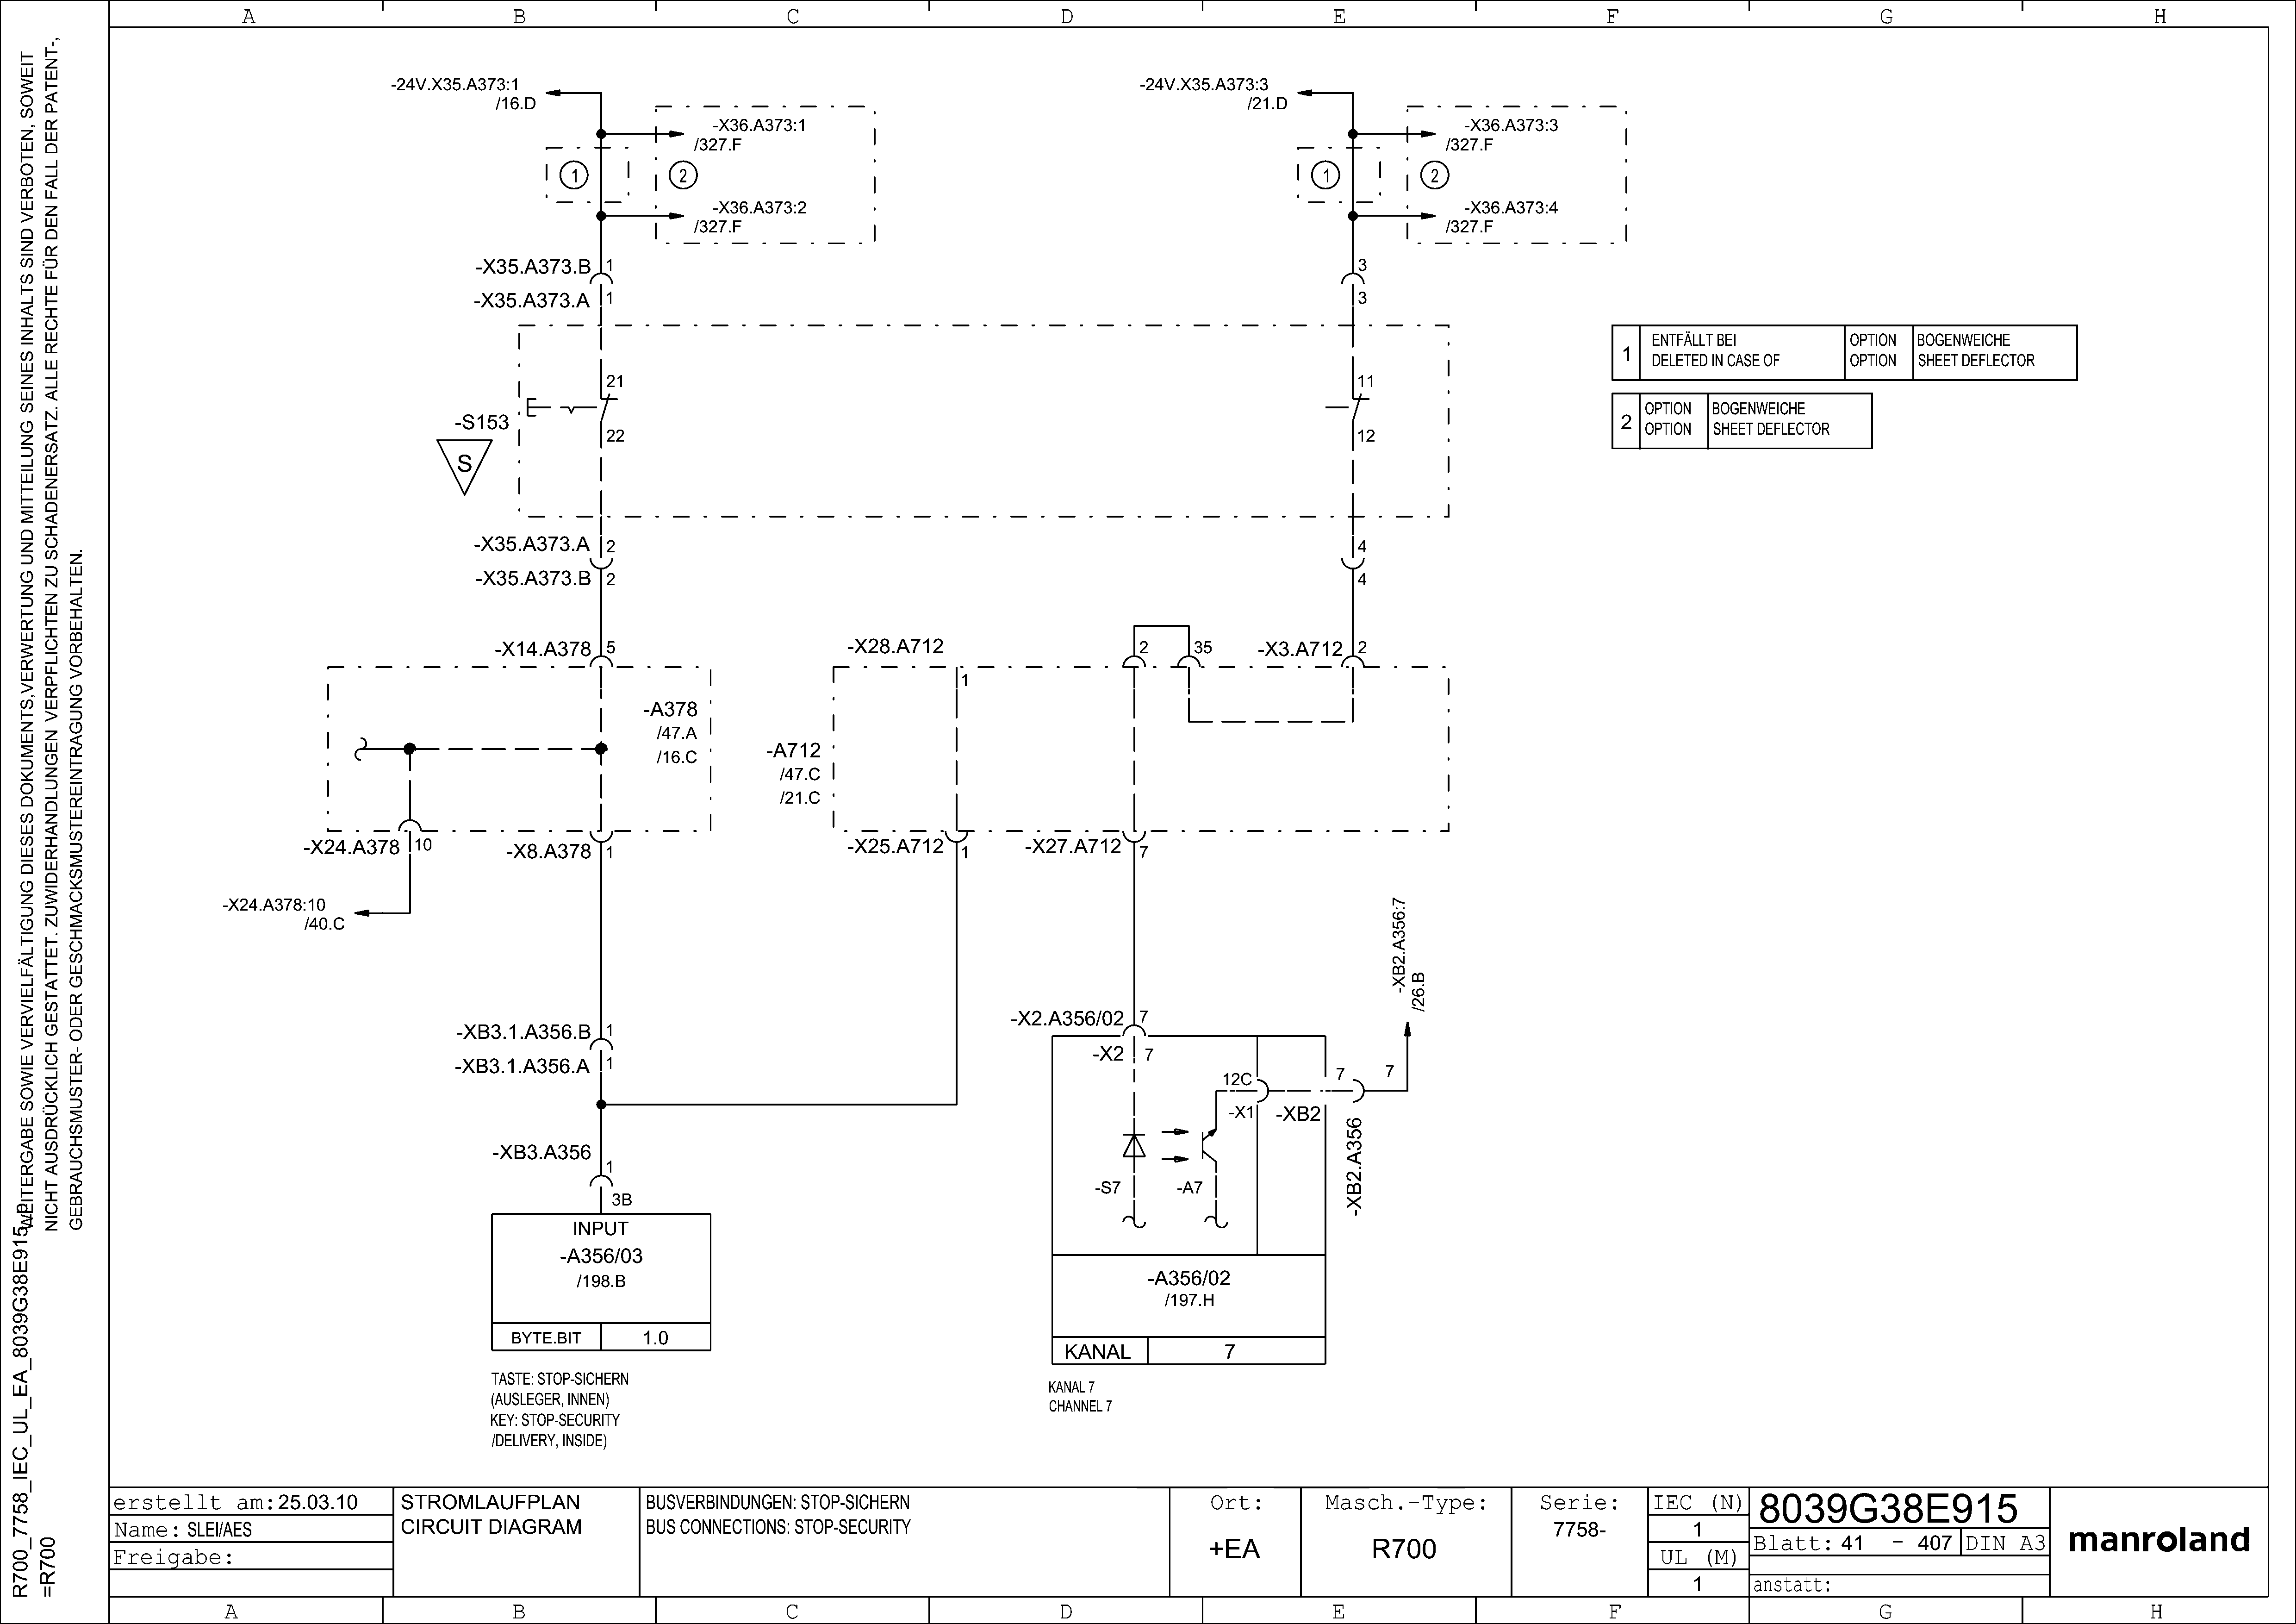 A B C D E F G H
WEITERGABE SOWIE VERVIELFÄLTIGUNG DIESES DOKUMENTS,VERWERTUNG UND MITTEILUNG SEINES INHALTS SIND VERBOTEN, SOWEIT
NICHT AUSDRÜCKLICH GESTATTET. ZUWIDERHANDLUNGEN VERPFLICHTEN ZU SCHADENERSATZ. ALLE RECHTE FÜR DEN FALL DER PATENT-,
GEBRAUCHSMUSTER- ODER GESCHMACKSMUSTEREINTRAGUNG VORBEHALTEN.
=R700
-24V.X35.A373:1
/16.D
-X36.A373:1
/327.F
1
2
-X36.A373:2
/327.F
-24V.X35.A373:3
/21.D
-X36.A373:3
/327.F
1
2
-X36.A373:4
/327.F
-X35.A373.B 1
-X35.A373.A 1
3
3
1 ENTFÄLLT BEI OPTION BOGENWEICHE
DELETED IN CASE OF OPTION SHEET DEFLECTOR
2 OPTION BOGENWEICHE
OPTION SHEET DEFLECTOR
21
-S153
22
S
11
12
-X35.A373.A 2
-X35.A373.B 2
4
4
-X14.A378 5
-X28.A712
1
2
35
-X3.A712 2
-A378
/47.A
/16.C
-A712
/47.C
/21.C
-X24.A378 10
-X8.A378 1
-X25.A712 1
-X27.A712 7
-X24.A378:10
/40.C
-XB2.A356:7
/26.B
-XB3.1.A356.B 1
-XB3.1.A356.A 1
-X2.A356/02 7
-X2 7
12C
7
7
-X1
-XB2
-XB2.A356
-S7
-A7
-XB3.A356
1
3B
INPUT
-A356/03
/198.B
BYTE.BIT 1.0
-A356/02
/197.H
KANAL 7
TASTE: STOP-SICHERN
(AUSLEGER, INNEN)
KEY: STOP-SECURITY
/DELIVERY, INSIDE)
KANAL 7
CHANNEL 7
erstellt am: 25.03.10
Name: SLEI/AES
Freigabe:
STROMLAUFPLAN
CIRCUIT DIAGRAM
BUSVERBINDUNGEN: STOP-SICHERN
BUS CONNECTIONS: STOP-SECURITY
Ort:
+EA
Masch.-Type:
R700
Serie:
7758-
IEC (N)
1
UL (M)
1
8039G38E915
Blatt: 41 - 407 DIN A3
anstatt:
manroland
A B C D E F G H